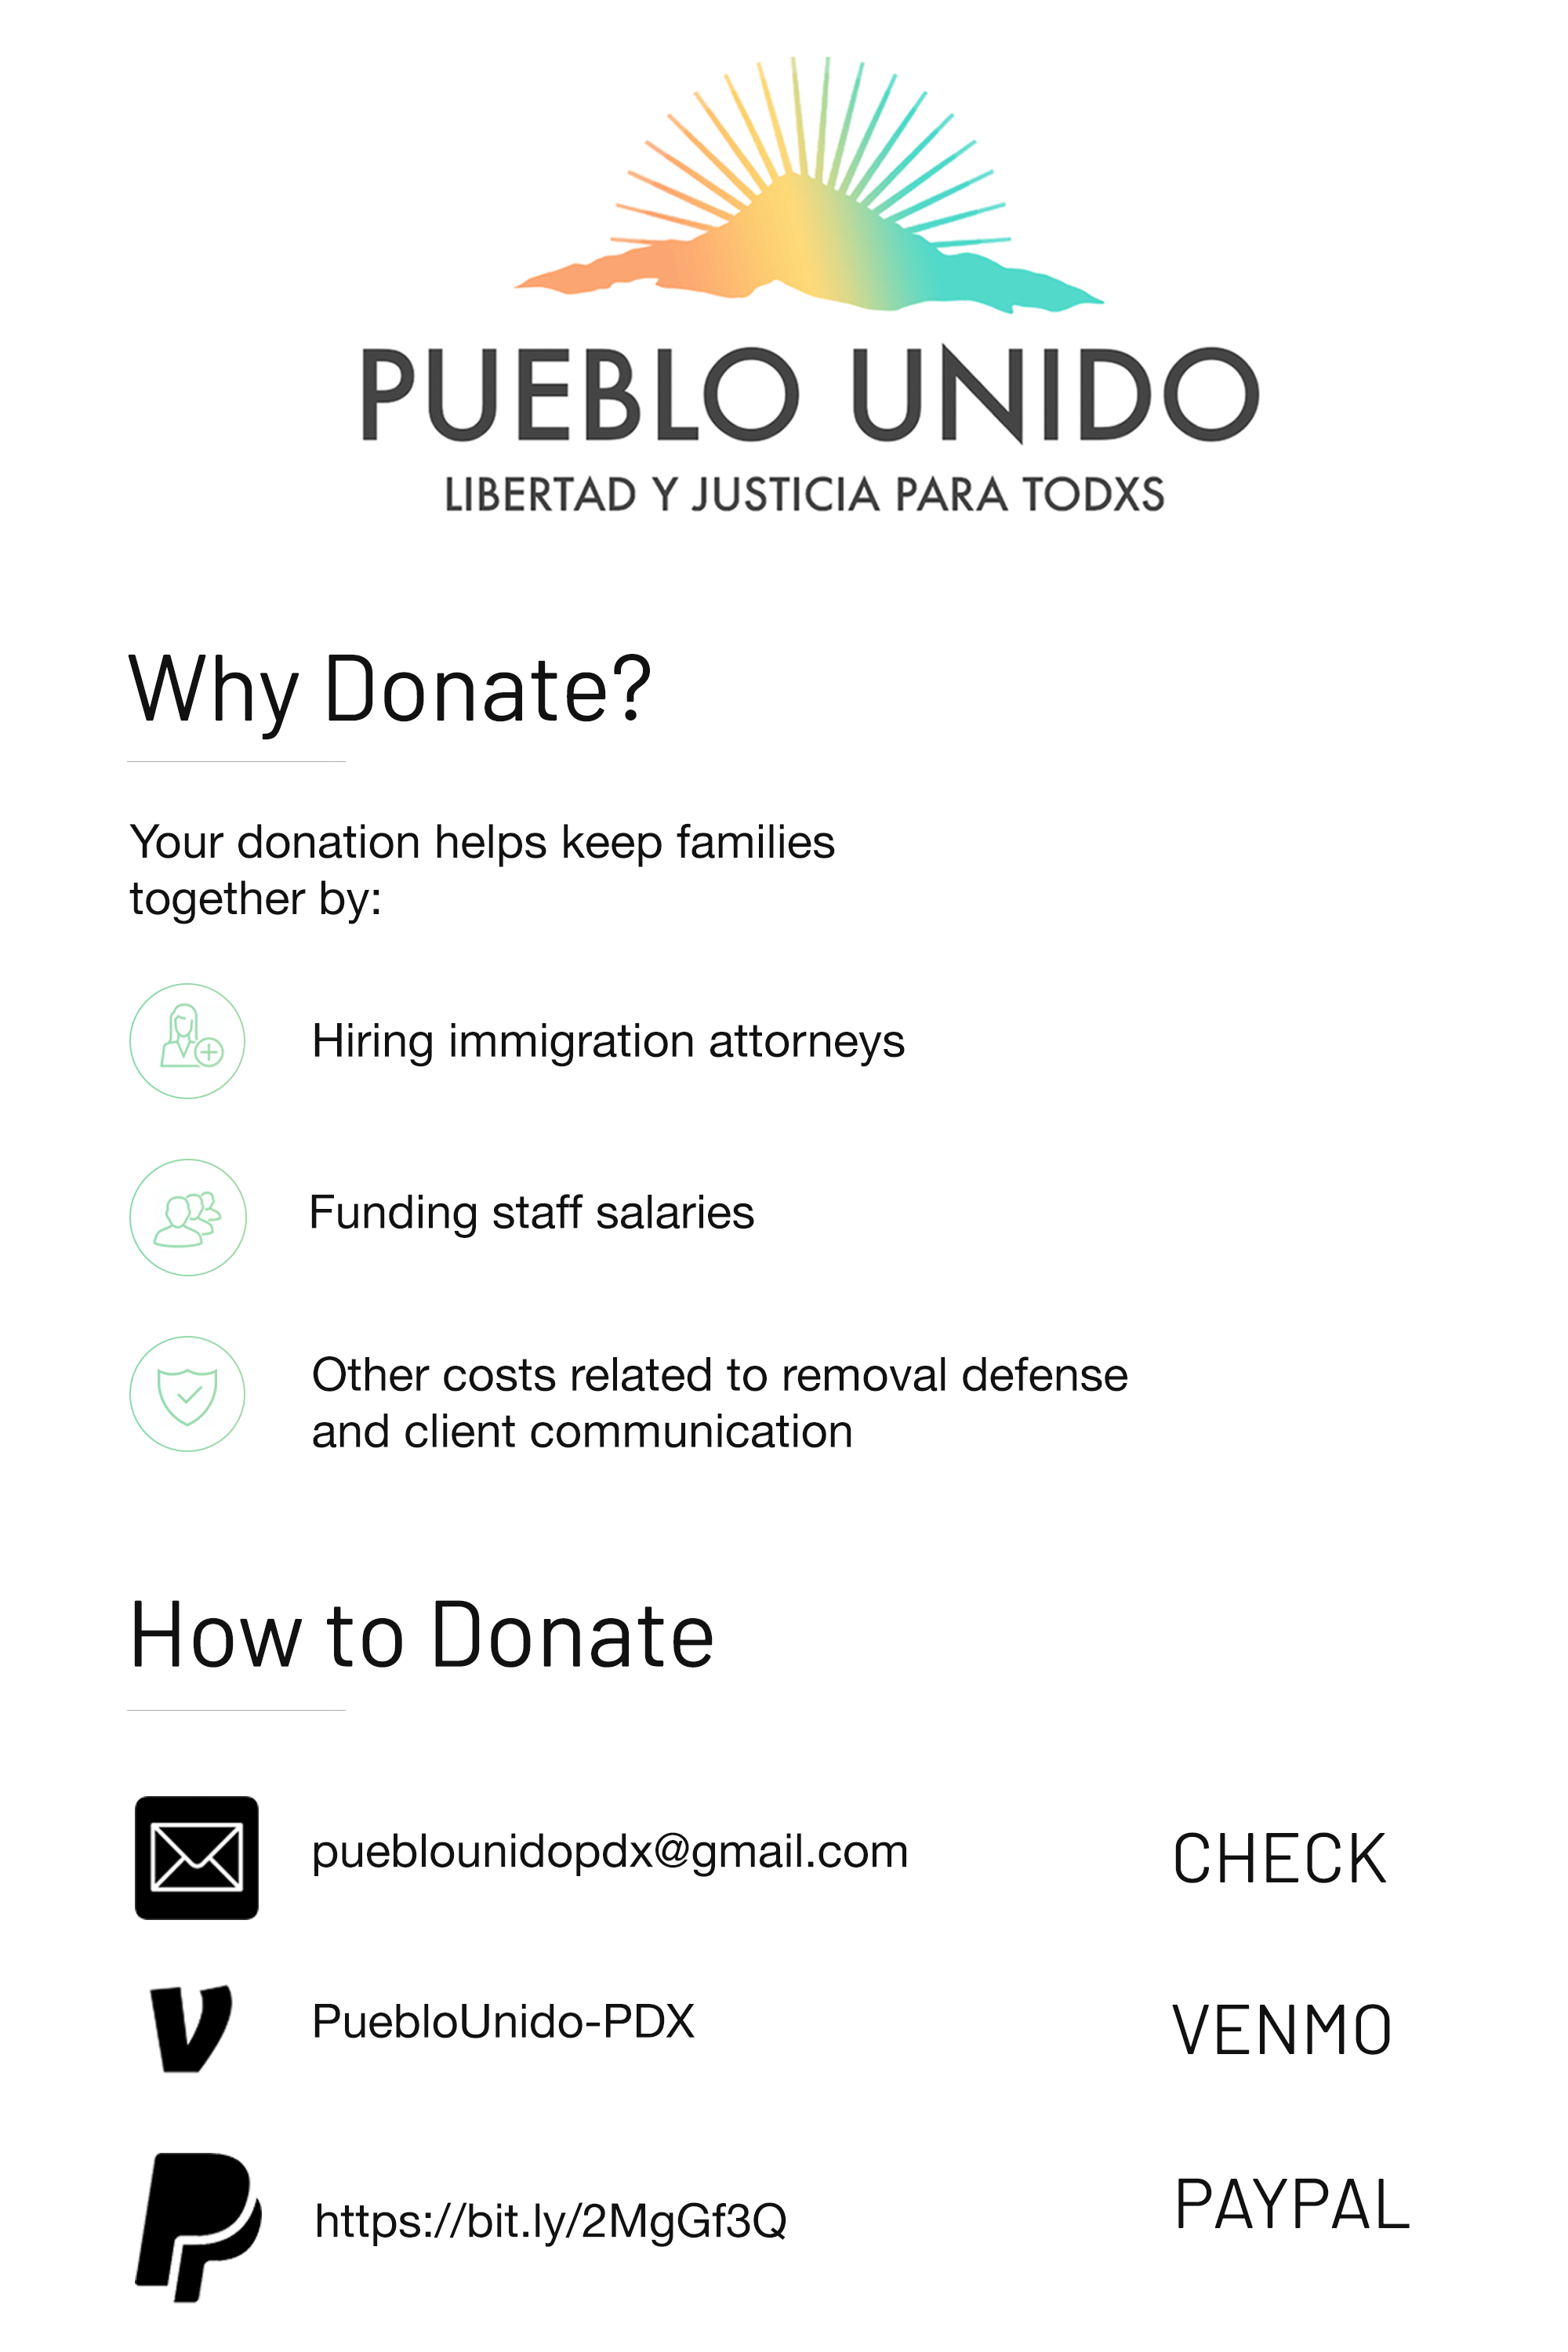 PUEBLO UNIDO
LIBERTAD Y JUSTICIA PARA TODXS
Why Donate?
Your donation helps keep families
together by:
Hiring immigration attorneys
Funding staff salaries
Other costs related to removal defense
and client communication
How to Donate
pueblounidopdx@gmail.com CHECK
PuebloUnido-PDX VENMO
https://bit.ly/2MgGf3Q PAYPAL